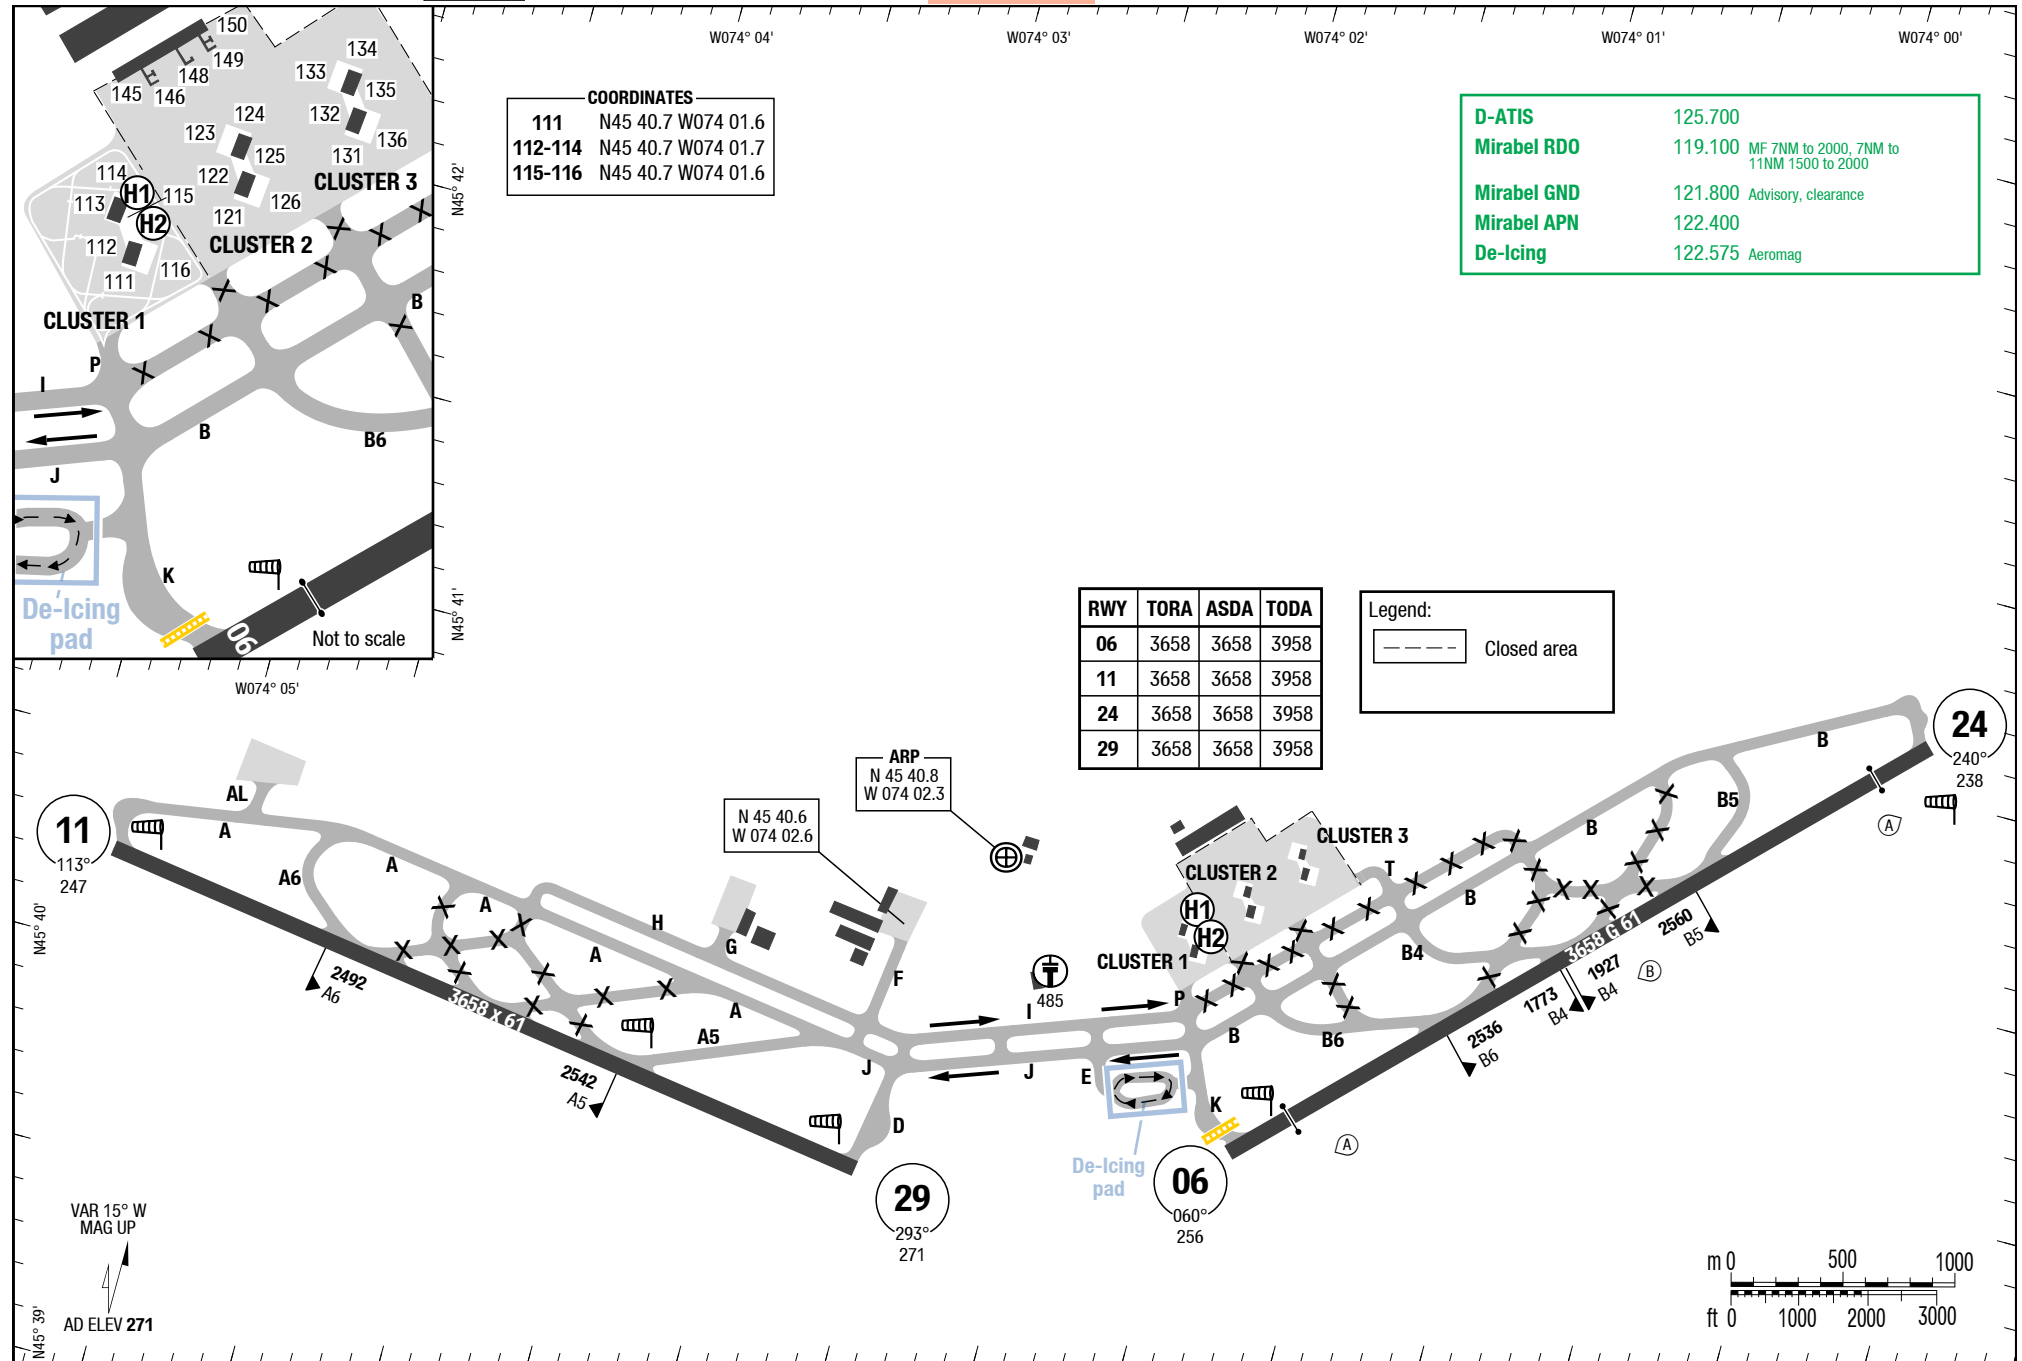 150
134
133
149
148
135
145
146
132
124
123
136
125
131
114
122
CLUSTER 3
H1
115
126
113
121
H2
CLUSTER 2
112
116
111
B
CLUSTER 1
P
I
B
B6
J
K
De-Icing
pad
06
Not to scale
W074° 04'
W074° 03'
W074° 02'
W074° 01'
W074° 00'
W074° 05'
N45° 42'
N45° 41'
N45° 40'
N45° 39'
COORDINATES
111 N45 40.7 W074 01.6
112-114 N45 40.7 W074 01.7
115-116 N45 40.7 W074 01.6
D-ATIS 125.700
Mirabel RDO 119.100 MF 7NM to 2000, 7NM to
11NM 1500 to 2000
Mirabel GND 121.800 Advisory, clearance
Mirabel APN 122.400
De-Icing 122.575 Aeromag
RWY TORA ASDA TODA
06 3658 3658 3958
11 3658 3658 3958
24 3658 3658 3958
29 3658 3658 3958
Legend:
Closed area
ARP
N 45 40.8
W 074 02.3
N 45 40.6
W 074 02.6
11
113°
247
AL
A
A
A6
A
H
G
A
F
A
A5
J
D
2492
A6
3658 x 61
2542
A5
29
293°
271
485
I
J
E
P
K
De-Icing
pad
06
060°
256
CLUSTER 3
CLUSTER 2
H1
H2
CLUSTER 1
T
B
B
B
B5
B4
B
B6
24
240°
238
A
3658 G 61
2560
B5
1927
B4
B
1773
B4
2536
B6
A
VAR 15° W
MAG UP
AD ELEV 271
m 0 500 1000
ft 0 1000 2000 3000